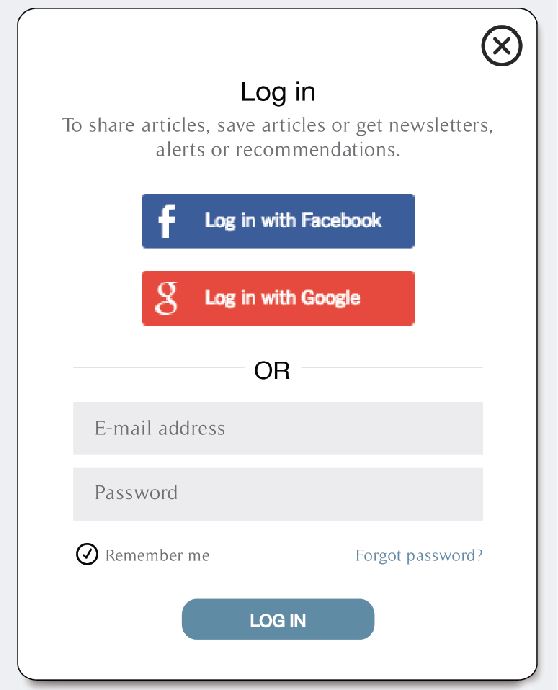 Log in
To share articles, save articles or get newsletters,
alerts or recommendations.
f Log in with Facebook
g Log in with Google
OR
E-mail address
Password
Remember me Forgot password?
LOG IN